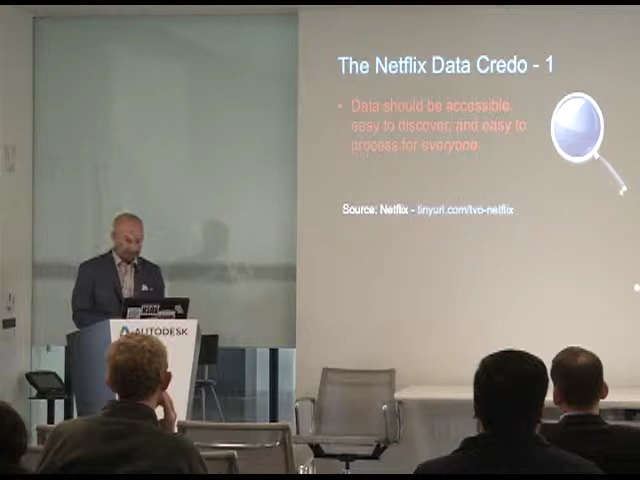 The Netflix Data Credo - 1
• Data should be accessible,
easy to discover, and easy to
process for everyone.
Source: Netflix - tinyurl.com/tvo-netflix
AUTODESK